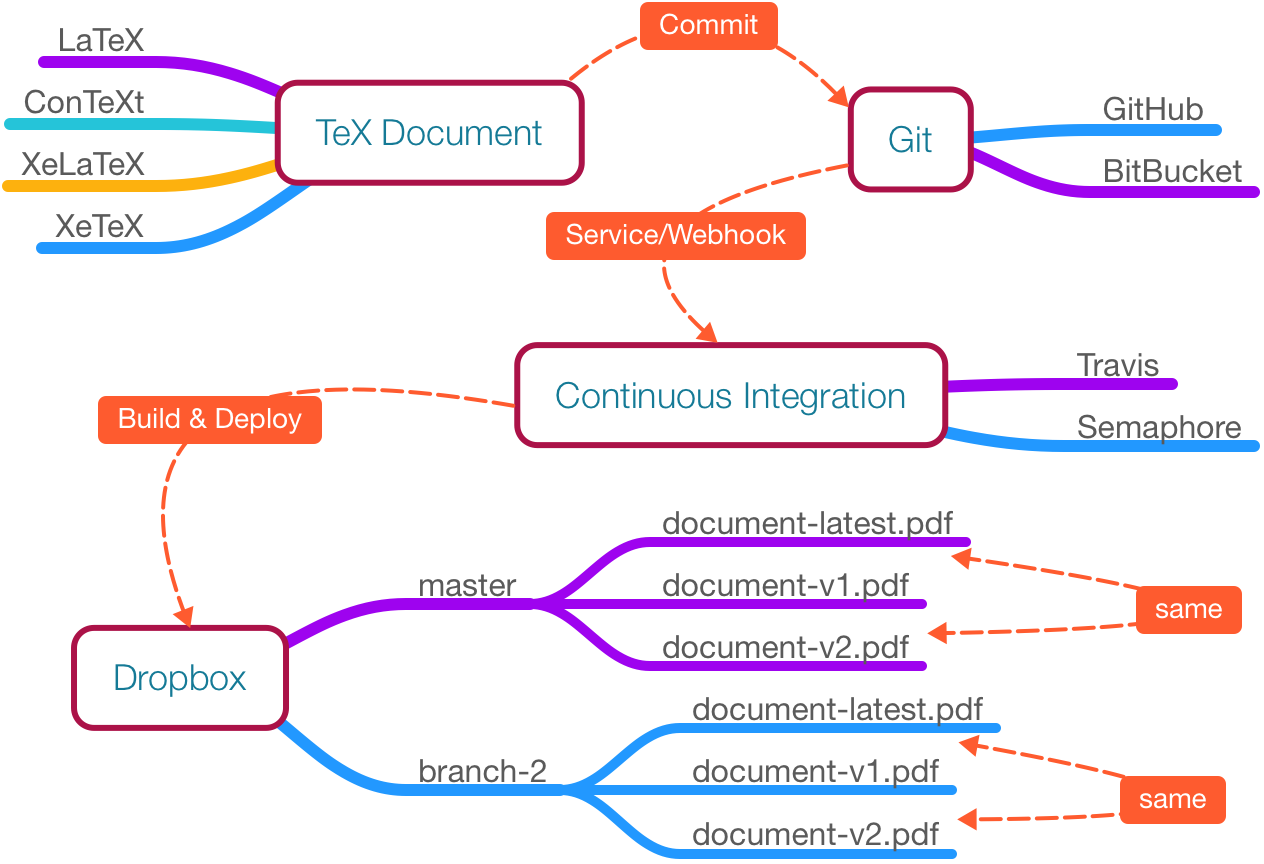 Commit
LaTeX
ConTeXt
XeLaTeX
XeTeX
TeX Document
Git
GitHub
BitBucket
Service/Webhook
Continuous Integration
Travis
Semaphore
Build & Deploy
Dropbox
master
document-latest.pdf
document-v1.pdf
document-v2.pdf
same
branch-2
document-latest.pdf
document-v1.pdf
document-v2.pdf
same